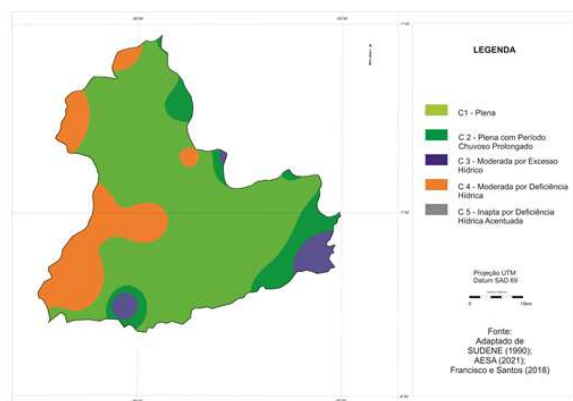 LEGENDA
C1 - Plena
C 2 - Plena com Período
Chuvoso Prolongado
C 3 - Moderada por Excesso
Hídrico
C 4 - Moderada por Deficiência
Hídrica
C 5 - Inapta por Deficiência
Hídrica Acentuada
Projeção UTM
Datum SAD 69
Fonte:
Adaptado de
SUDENE (1990);
AESA (2021);
Francisco e Santos (2018)